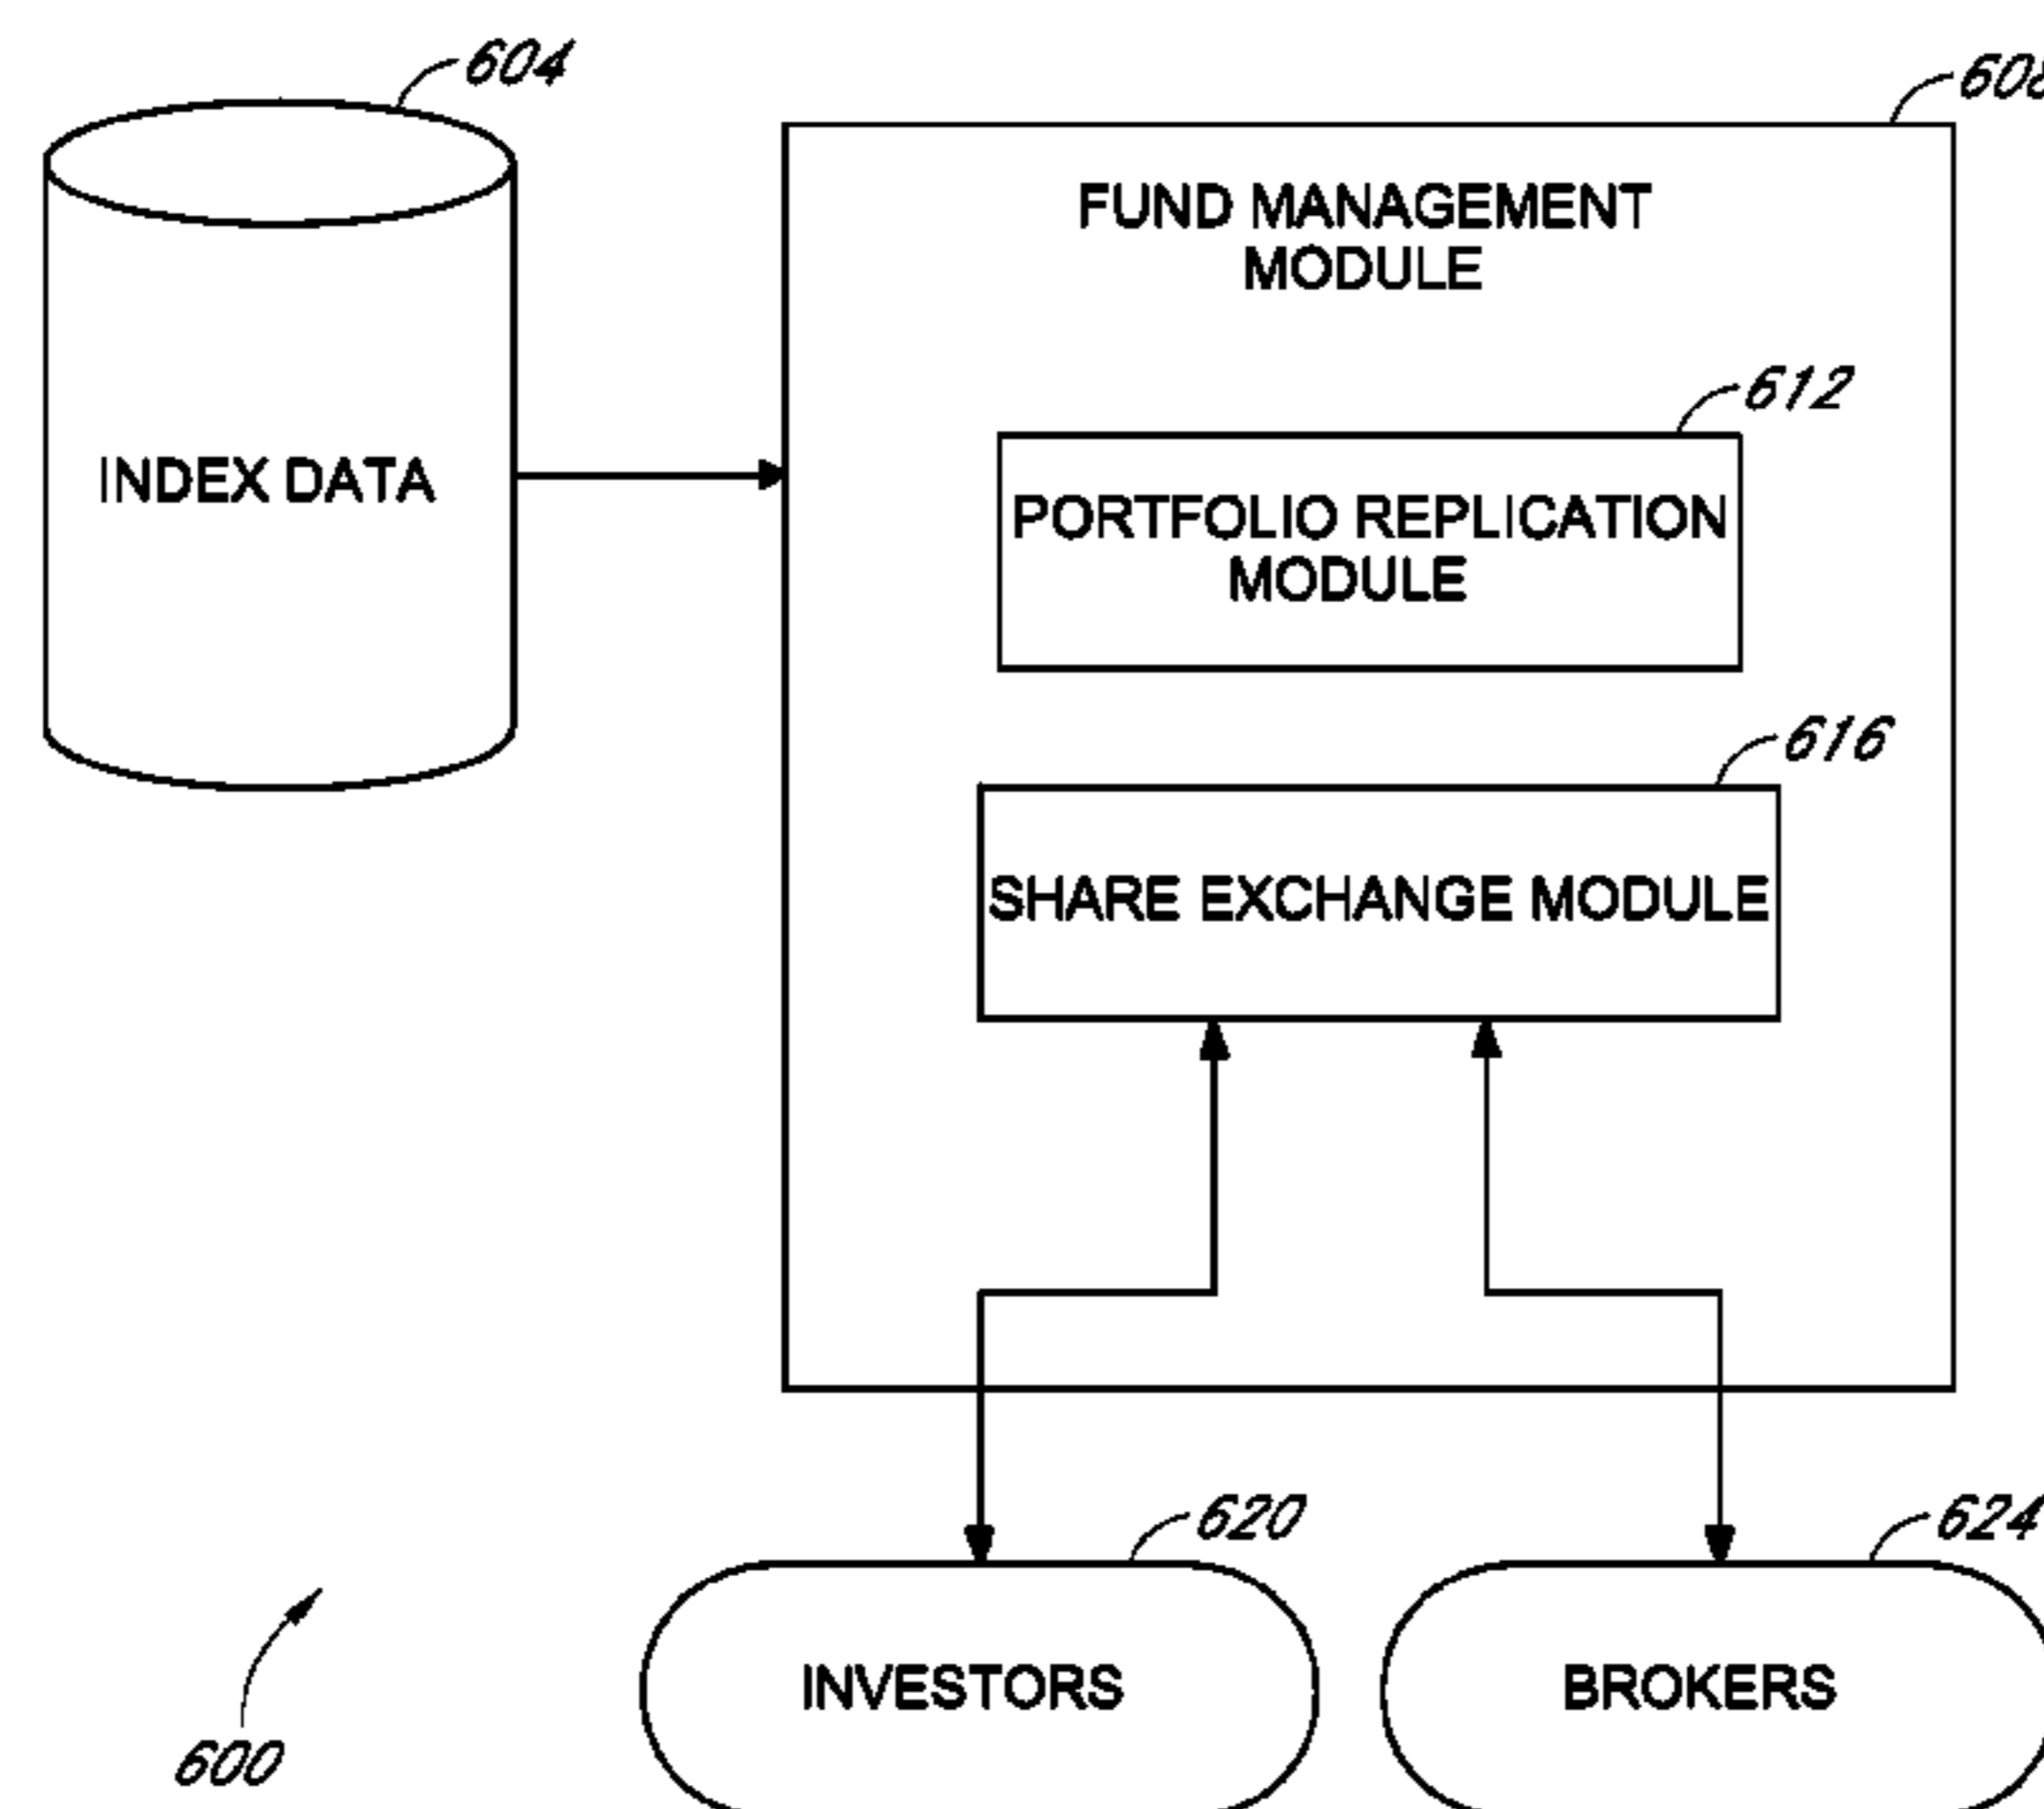 604
608
FUND MANAGEMENT
MODULE
612
INDEX DATA
PORTFOLIO REPLICATION
MODULE
616
SHARE EXCHANGE MODULE
620
624
INVESTORS
BROKERS
600